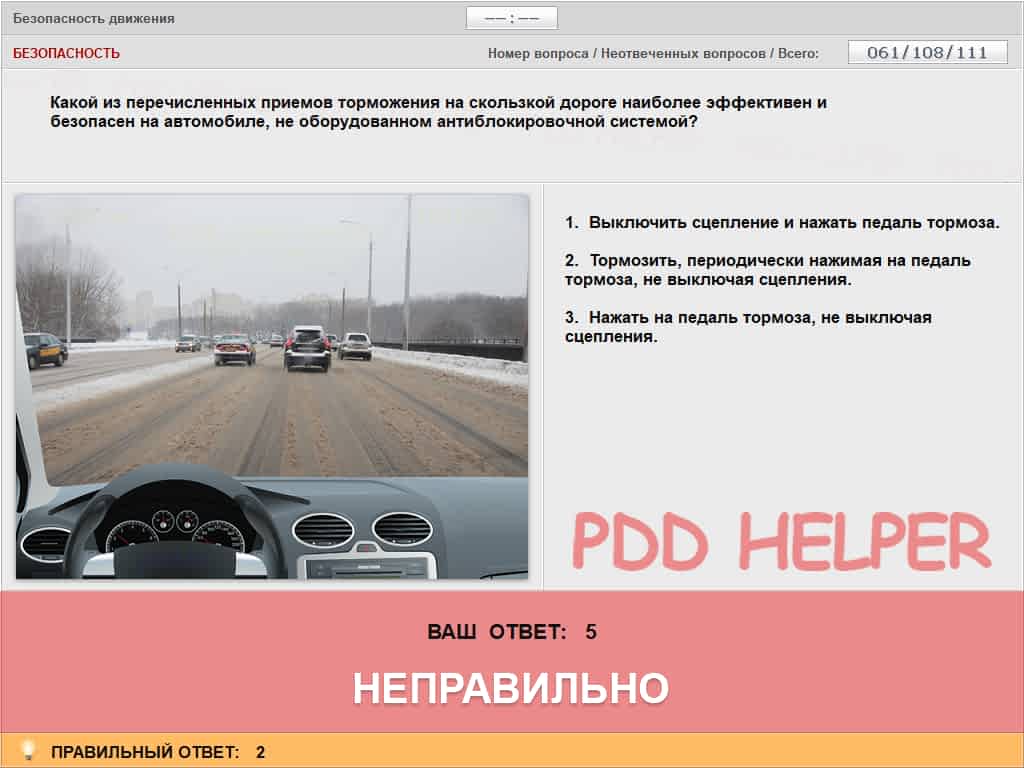 Безопасность движения
—— : ——
БЕЗОПАСНОСТЬ
Номер вопроса / Неотвеченных вопросов / Всего:
061/108/111
Какой из перечисленных приемов торможения на скользкой дороге наиболее эффективен и
безопасен на автомобиле, не оборудованном антиблокировочной системой?
1. Выключить сцепление и нажать педаль тормоза.
2. Тормозить, периодически нажимая на педаль
тормоза, не выключая сцепления.
3. Нажать на педаль тормоза, не выключая
сцепления.
PDD HELPER
ВАШ ОТВЕТ: 5
НЕПРАВИЛЬНО
ПРАВИЛЬНЫЙ ОТВЕТ: 2